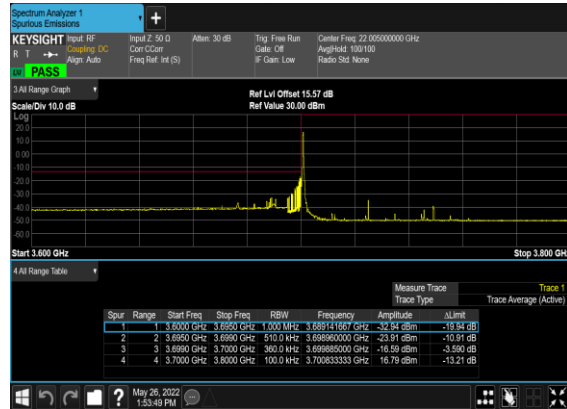 Spectrum Analyzer 1
Spurious Emissions
+
KEYSIGHT Input: RF Input Z: 50 Ω Atten: 30 dB Trig: Free Run Center Freq: 22.005000000 GHz
R T Coupling: DC Corr CCorr Gate: Off Avg|Hold: 100/100
Align: Auto Freq Ref: Int (S) IF Gain: Low Radio Std: None
PASS
3 All Range Graph
Ref Lvl Offset 15.57 dB
Scale/Div 10.0 dB Ref Value 30.00 dBm
Log
20.0
10.0
0.00
-10.0
-20.0
-30.0
-40.0
-50.0
-60.0
Start 3.600 GHz Stop 3.800 GHz
4 All Range Table
Measure Trace Trace 1
Trace Type Trace Average (Active)
Spur Range Start Freq Stop Freq RBW Frequency Amplitude ΔLimit
1 1 3.6000 GHz 3.6950 GHz 1.000 MHz 3.689141667 GHz -32.94 dBm -19.94 dB
2 2 3.6950 GHz 3.6990 GHz 510.0 kHz 3.698960000 GHz -23.91 dBm -10.91 dB
3 3 3.6990 GHz 3.7000 GHz 360.0 kHz 3.699885000 GHz -16.59 dBm -3.590 dB
4 4 3.7000 GHz 3.8000 GHz 100.0 kHz 3.700833333 GHz 16.79 dBm -13.21 dB
? May 26, 2022
1:53:49 PM